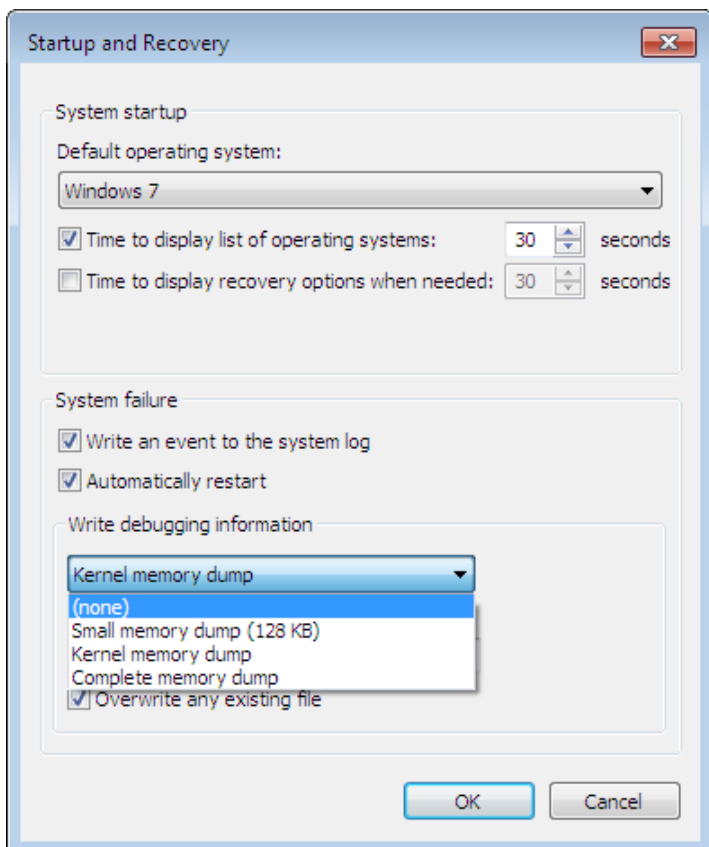 Startup and Recovery
System startup
Default operating system:
Windows 7
Time to display list of operating systems: 30 seconds
Time to display recovery options when needed: 30 seconds
System failure
Write an event to the system log
Automatically restart
Write debugging information
Kernel memory dump
(none)
Small memory dump (128 KB)
Kernel memory dump
Complete memory dump
Overwrite any existing file
OK Cancel